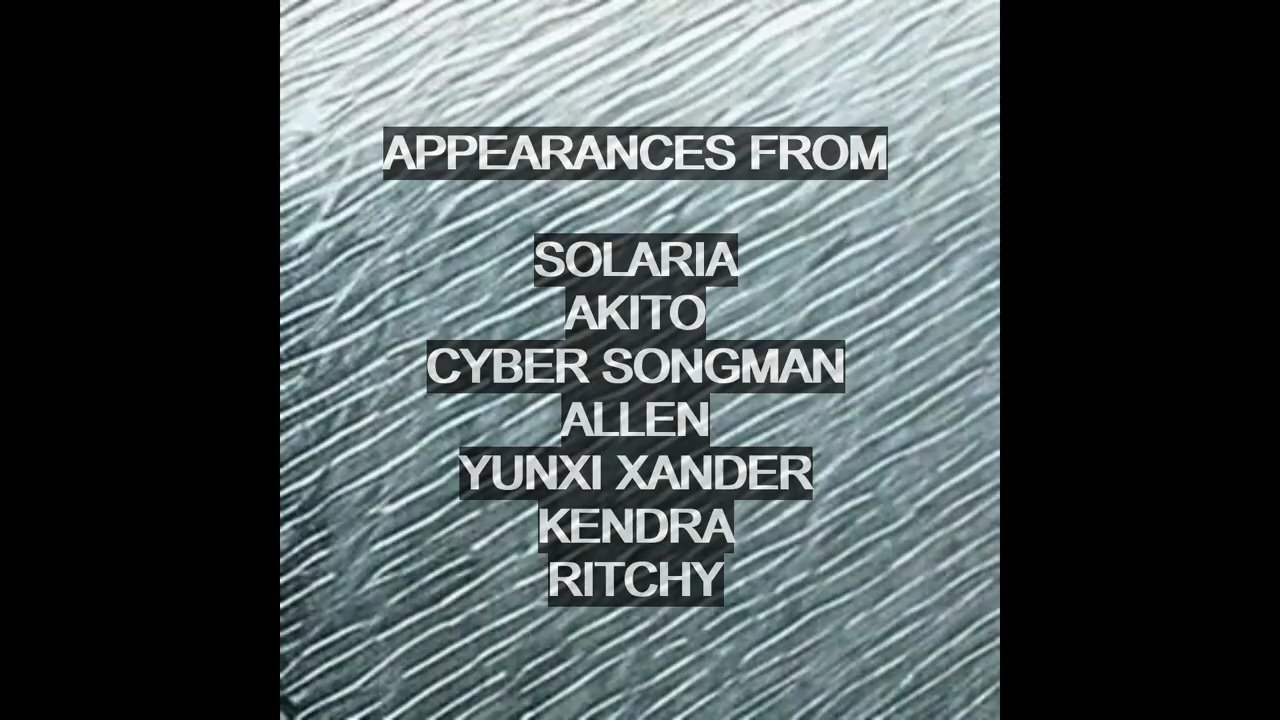 APPEARANCES FROM
SOLARIA
AKITO
CYBER SONGMAN
ALLEN
YUNXI XANDER
KENDRA
RITCHY